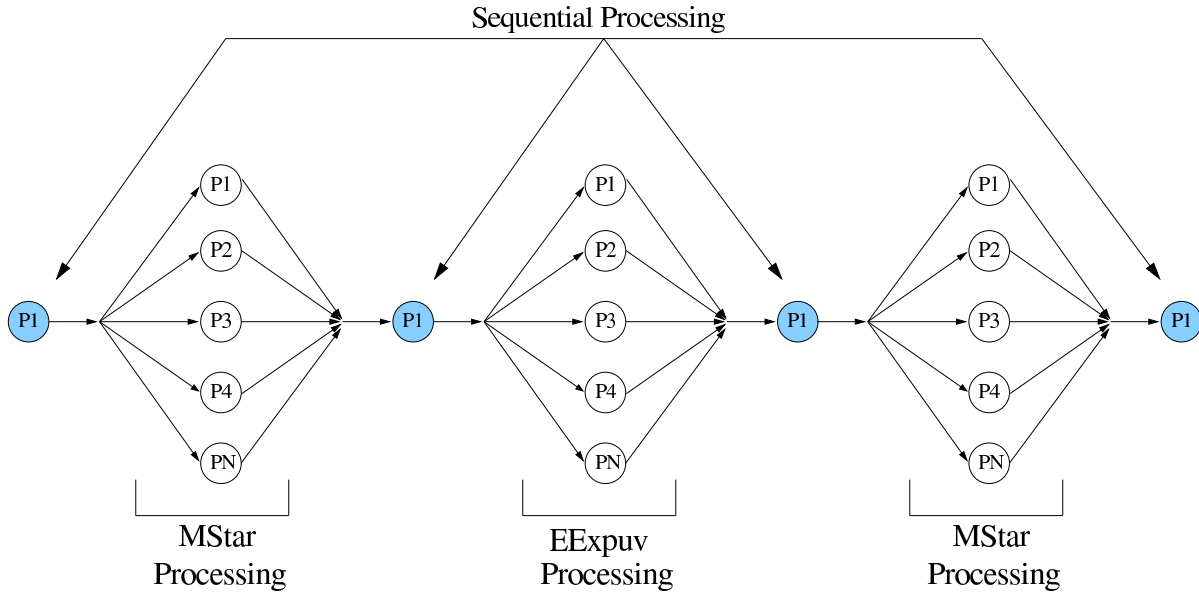 Sequential Processing
P1 P1 P1
P2 P2 P2
P1 P3 P1 P3 P1 P3 P1
P4 P4 P4
PN PN PN
MStar EExpuv MStar
Processing Processing Processing